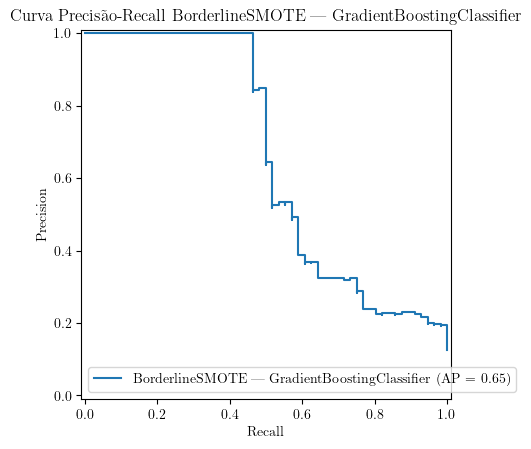 Curva Precisão-Recall BorderlineSMOTE — GradientBoostingClassifier
1.0
0.8
0.6
0.4
0.2
0.0
Precision
BorderlineSMOTE — GradientBoostingClassifier (AP = 0.65)
0.0 0.2 0.4 0.6 0.8 1.0
Recall